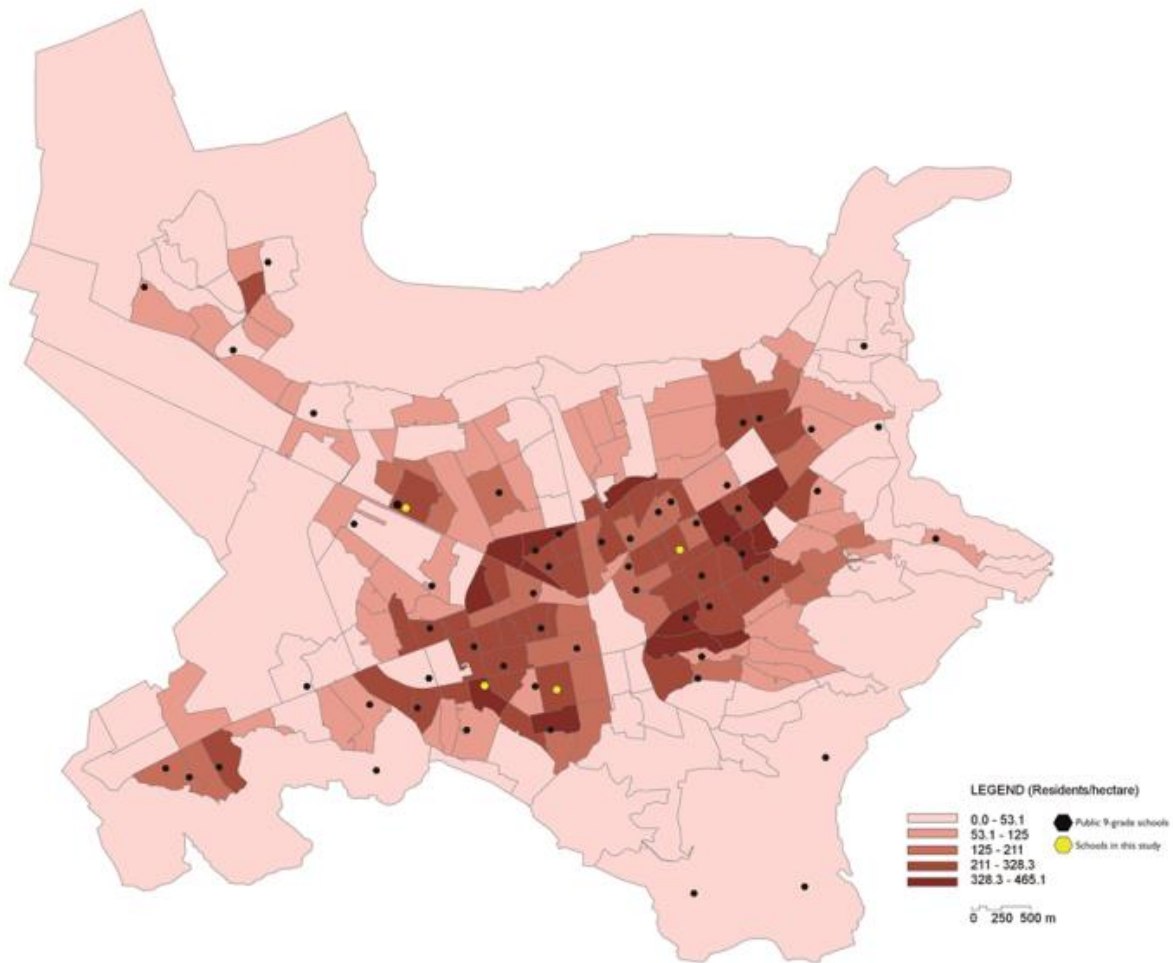 LEGEND (Residents/hectare)
0.0 - 53.1
53.1 - 125
125 - 211
211 - 328.3
328.3 - 465.1
Public 9-grade schools
Schools in this study
0 250 500 m